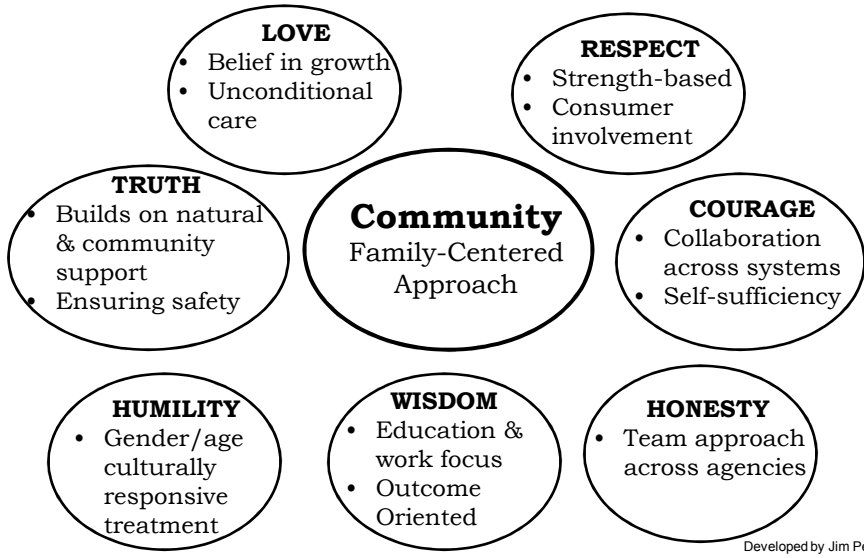 LOVE
• Belief in growth
• Unconditional
care
RESPECT
• Strength-based
• Consumer
involvement
TRUTH
• Builds on natural
& community
support
• Ensuring safety
Community
Family-Centered
Approach
COURAGE
• Collaboration
across systems
• Self-sufficiency
HUMILITY
• Gender/age
culturally
responsive
treatment
WISDOM
• Education &
work focus
• Outcome
Oriented
HONESTY
• Team approach
across agencies
Developed by Jim